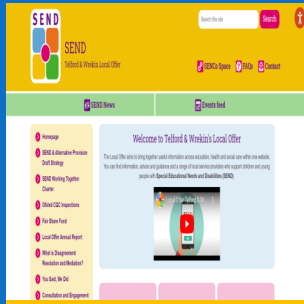 SEND
Search this site
Search
SEND
Telford & Wrekin Local Offer
SENCo Space
FAQs
Contact
SEND News
Events feed
Homepage
SEND & Alternative Provision
Draft Strategy
SEND Working Together
Charter
Ofsted CQC Inspections
Fair Share Fund
Local Offer Annual Report
What is Disagreement
Resolution and Mediation?
You Said, We Did
Consultation and Engagement
Welcome to Telford & Wrekin's Local Offer
The Local Offer aims to bring together useful information across education, health and social care within one website.
You can find information, advice and guidance and a range of local service providers who support children and young
people with Special Educational Needs and Disabilities (SEND).